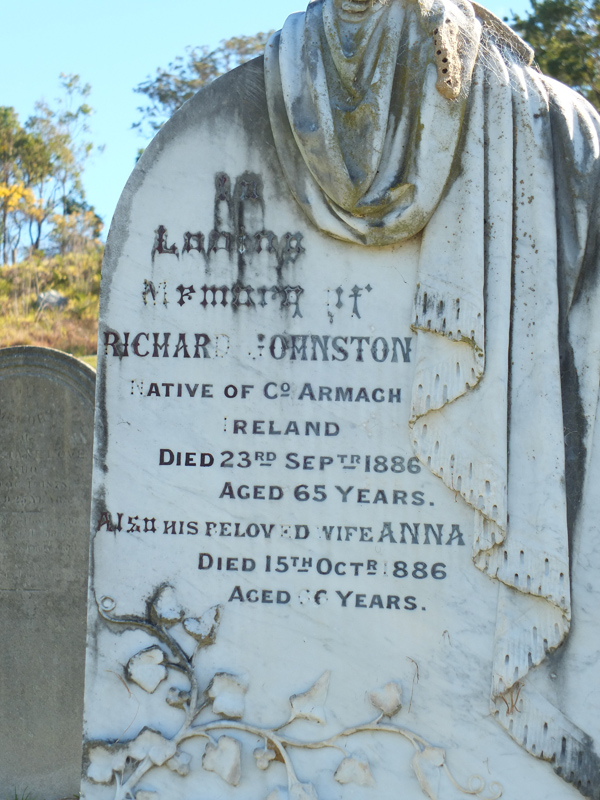 In
Loving
Memory of
RICHARD JOHNSTON
NATIVE OF Co ARMAGH
IRELAND
DIED 23RD SEPTR 1886
AGED 65 YEARS.
ALSO HIS BELOVED WIFE ANNA
DIED 15TH OCTR 1886
AGED YEARS.